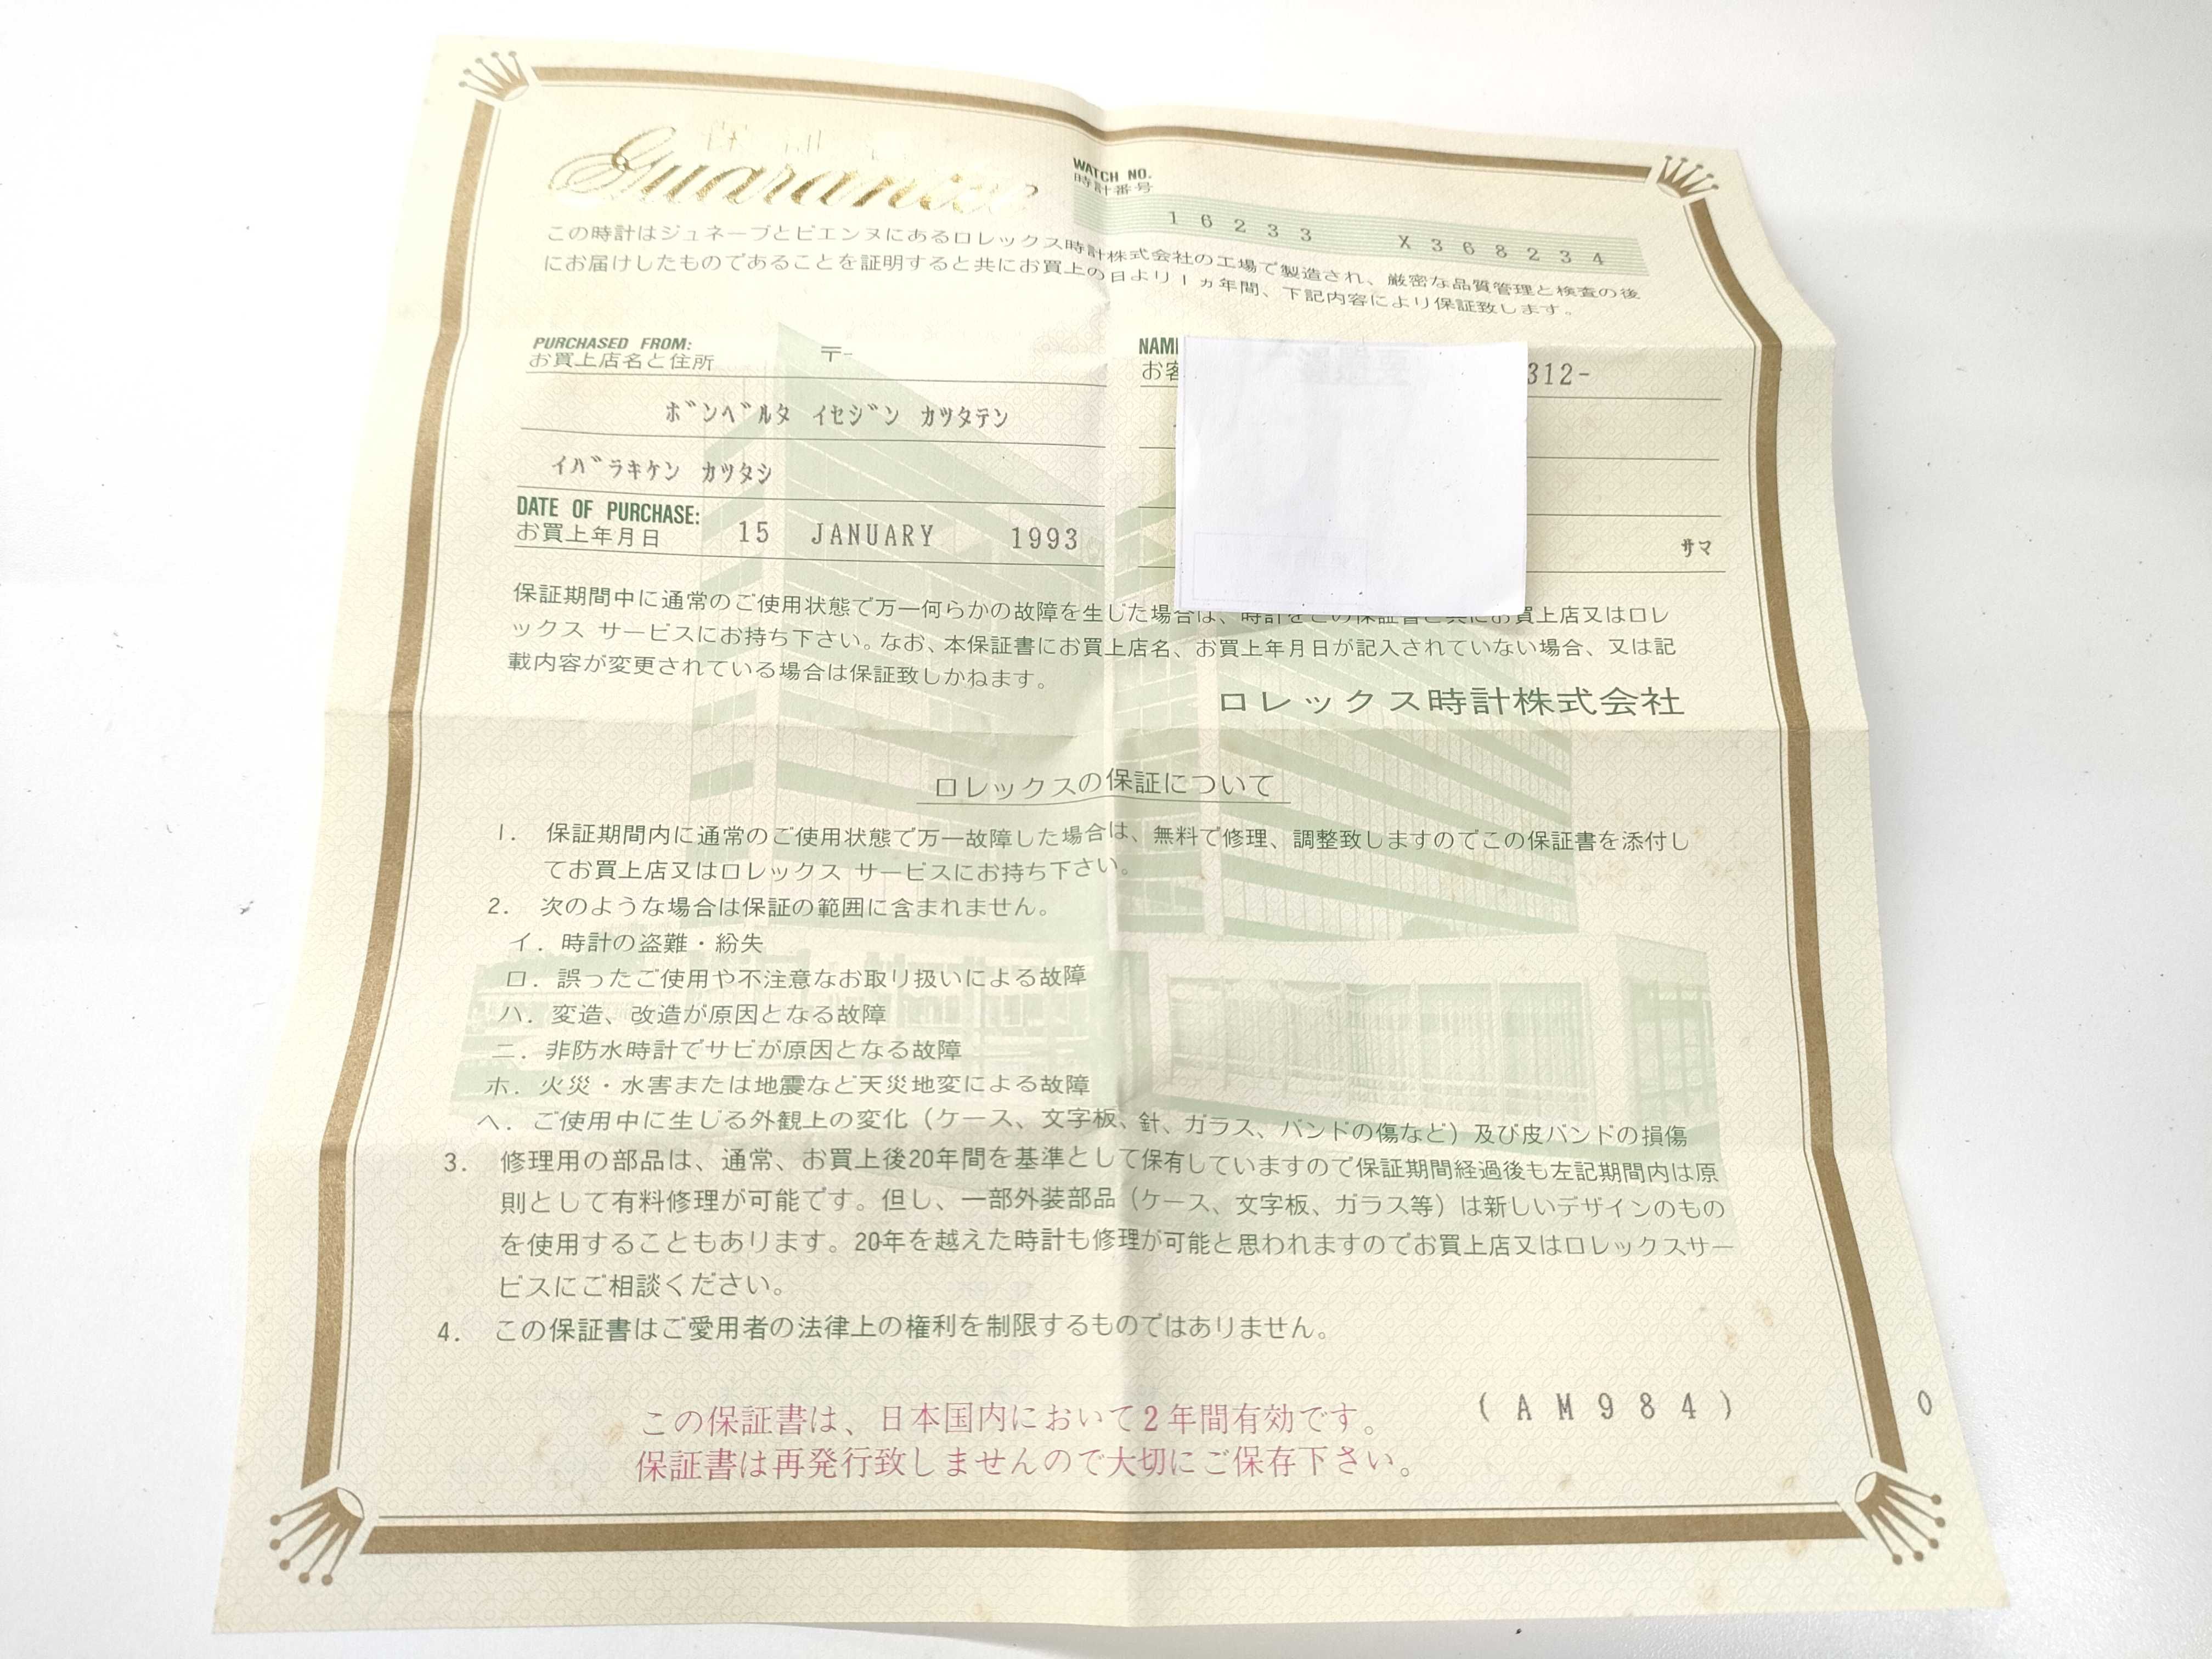 Guarantee
WATCH NO.
時計番号
16233 X368234
この時計はジュネーブとビエンヌにあるロレックス時計株式会社の工場で製造され、厳密な品質管理と検査の後
にお届けしたものであることを証明すると共にお買上の日より1ヵ年間、下記内容により保証致します。
PURCHASED FROM:
お買上店名と住所 〒-
ボンベルタ イセジン カツタテン
イバラキケン カツタシ
DATE OF PURCHASE:
お買上年月日 15 JANUARY 1993
312-
サマ
保証期間中に通常のご使用状態で万一何らかの故障を生じた場合は、時計をこの保証書と共にお買上店又はロレ
ックス サービスにお持ち下さい。なお、本保証書にお買上店名、お買上年月日が記入されていない場合、又は記
載内容が変更されている場合は保証致しかねます。
ロレックス時計株式会社
ロレックスの保証について
1. 保証期間内に通常のご使用状態で万一故障した場合は、無料で修理、調整致しますのでこの保証書を添付し
てお買上店又はロレックス サービスにお持ち下さい。
2. 次のような場合は保証の範囲に含まれません。
イ. 時計の盗難・紛失
ロ. 誤ったご使用や不注意なお取り扱いによる故障
ハ. 変造、改造が原因となる故障
ニ. 非防水時計でサビが原因となる故障
ホ. 火災・水害または地震など天災地変による故障
ヘ. ご使用中に生じる外観上の変化（ケース、文字板、針、ガラス、バンドの傷など）及び皮バンドの損傷
3. 修理用の部品は、通常、お買上後20年間を基準として保有していますので保証期間経過後も左記期間内は原
則として有料修理が可能です。但し、一部外装部品（ケース、文字板、ガラス等）は新しいデザインのもの
を使用することもあります。20年を越えた時計も修理が可能と思われますのでお買上店又はロレックスサー
ビスにご相談ください。
4. この保証書はご愛用者の法律上の権利を制限するものではありません。
この保証書は、日本国内において2年間有効です。
保証書は再発行致しませんので大切にご保存下さい。
(AM984) 0